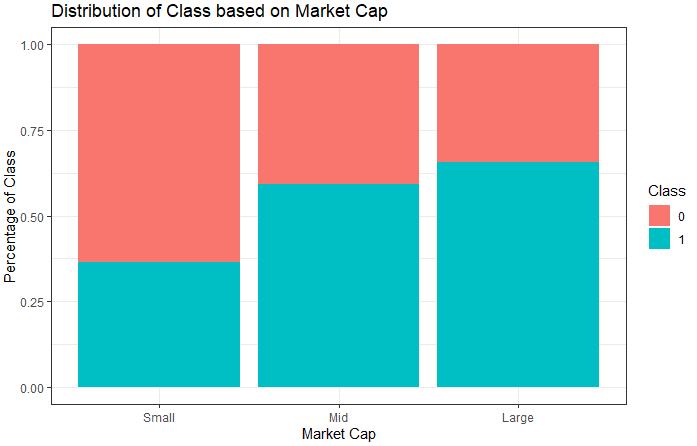 Distribution of Class based on Market Cap
Percentage of Class
1.00
0.75
0.50
0.25
0.00
Small Mid Large
Market Cap
Class
0
1